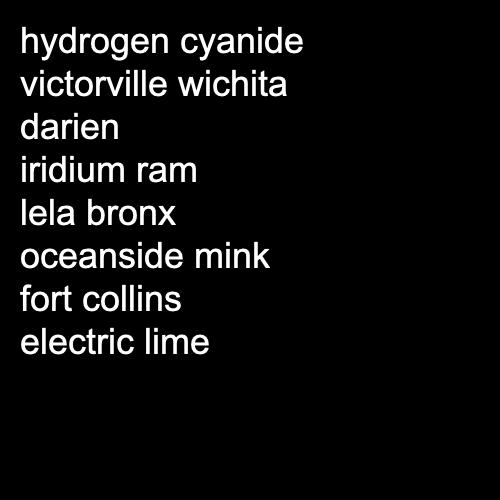 hydrogen cyanide
victorville wichita
darien
iridium ram
lela bronx
oceanside mink
fort collins
electric lime